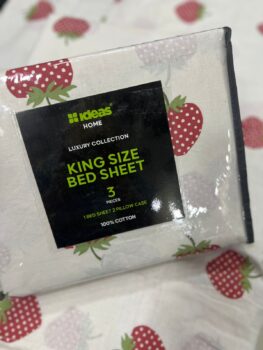 ideas
HOME
LUXURY COLLECTION
KING SIZE
BED SHEET
3
PIECES
1 BED SHEET 2 PILLOW CASE
100% COTTON